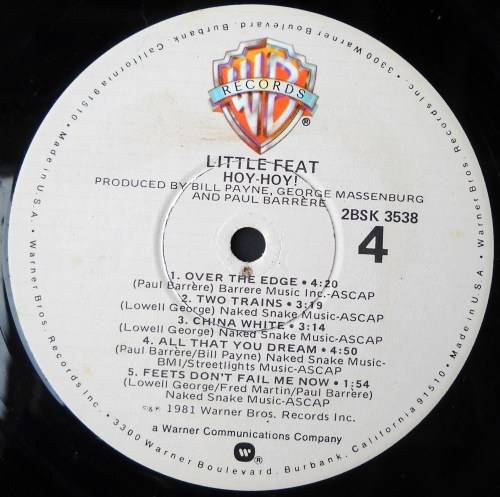 WB
RECORDS
®
LITTLE FEAT
HOY-HOY!
PRODUCED BY BILL PAYNE, GEORGE MASSENBURG
AND PAUL BARRÈRE
2BSK 3538
4
1. OVER THE EDGE • 4:20
(Paul Barrère) Barrere Music Inc.-ASCAP
2. TWO TRAINS • 3:19
(Lowell George) Naked Snake Music-ASCAP
3. CHINA WHITE • 3:14
(Lowell George) Naked Snake Music-ASCAP
4. ALL THAT YOU DREAM • 4:50
(Paul Barrère/Bill Payne) Naked Snake Music-
BMI/Streetlights Music-ASCAP
5. FEETS DON'T FAIL ME NOW • 1:54
(Lowell George/Fred Martin/Paul Barrère)
Naked Snake Music-ASCAP
1981 Warner Bros. Records Inc.
a Warner Communications Company
Warner Bros. Records Inc. • 3300 Warner Boulevard, Burbank, California 91510 • Made in U.S.A. • Warner Bros. Records Inc. • 3300 Warner Boulevard, Burbank, California 91510 • Made in U.S.A. •